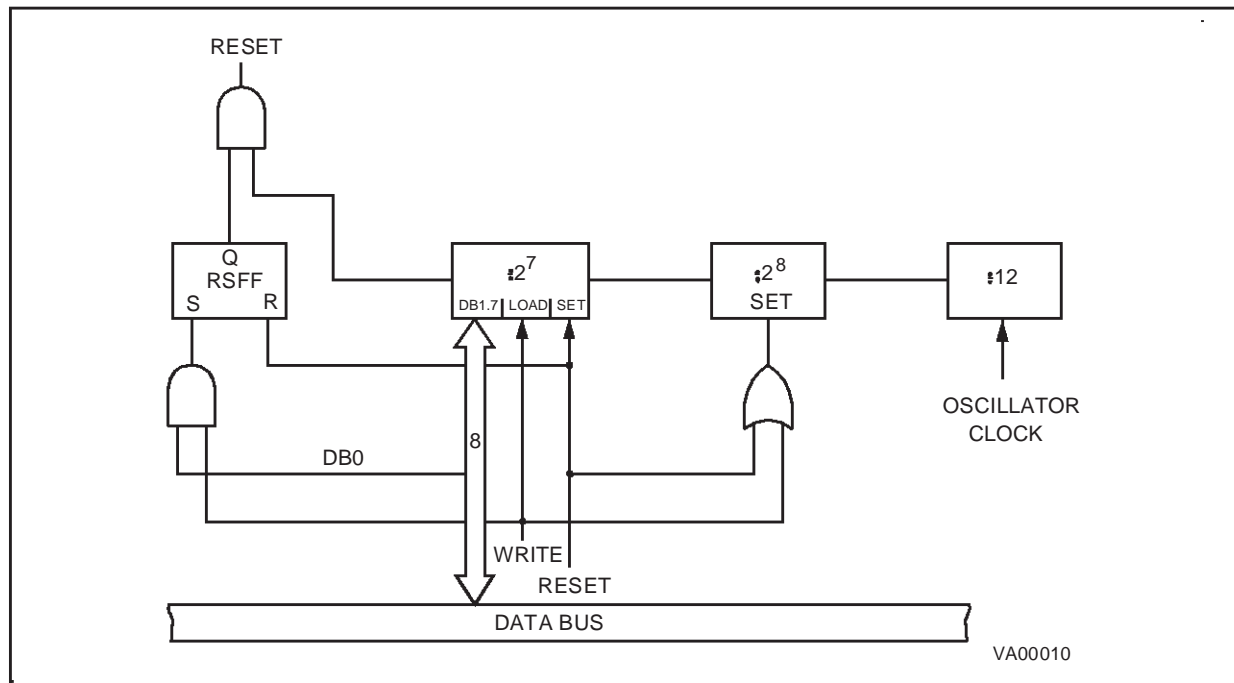 RESET
Q
RSFF
S R
:2⁷
DB1.7 LOAD SET
:2⁸
SET
:12
OSCILLATOR
CLOCK
8
DB0
WRITE
RESET
DATA BUS
VA00010